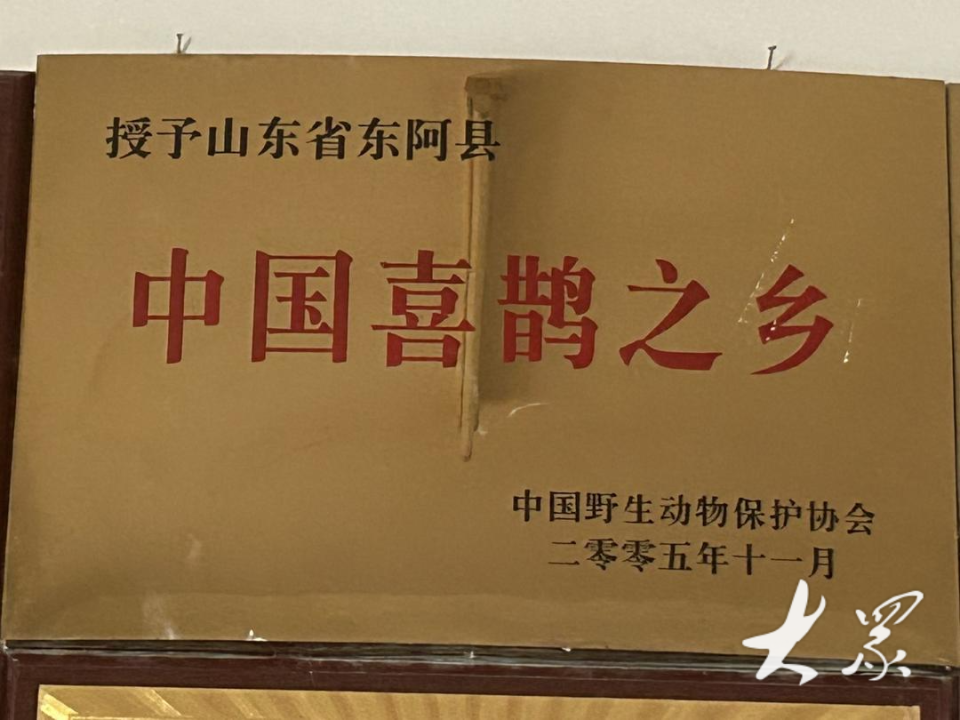 授予山东省东阿县
中国喜鹊之乡
中国野生动物保护协会
二零零五年十一月
大众